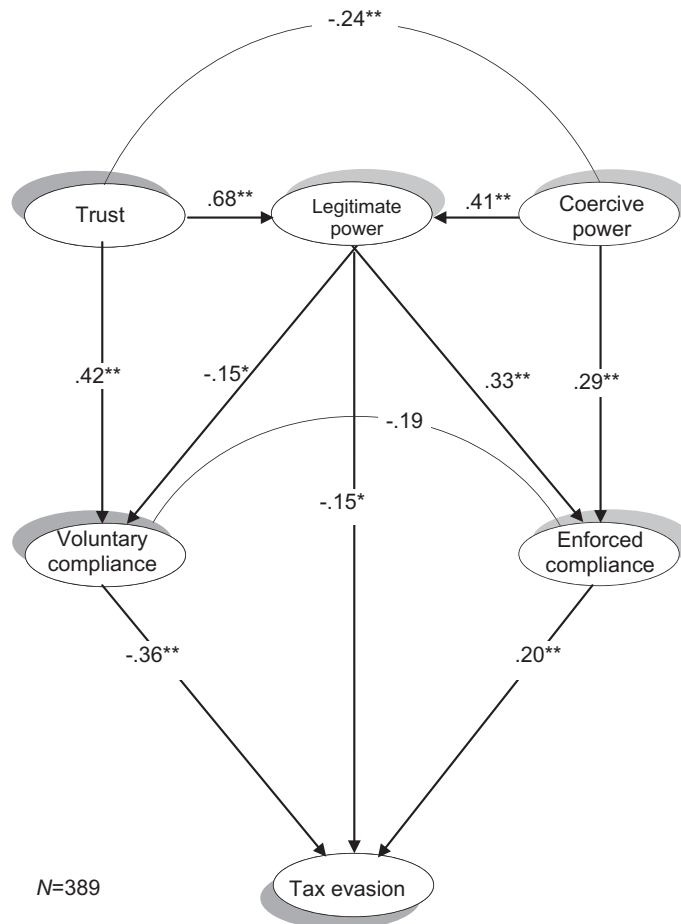 -.24**
Trust
.68**
Legitimate
power
.41**
Coercive
power
.42**
-.15*
.33**
.29**
-.19
-.15*
Voluntary
compliance
Enforced
compliance
-.36**
.20**
N=389
Tax evasion